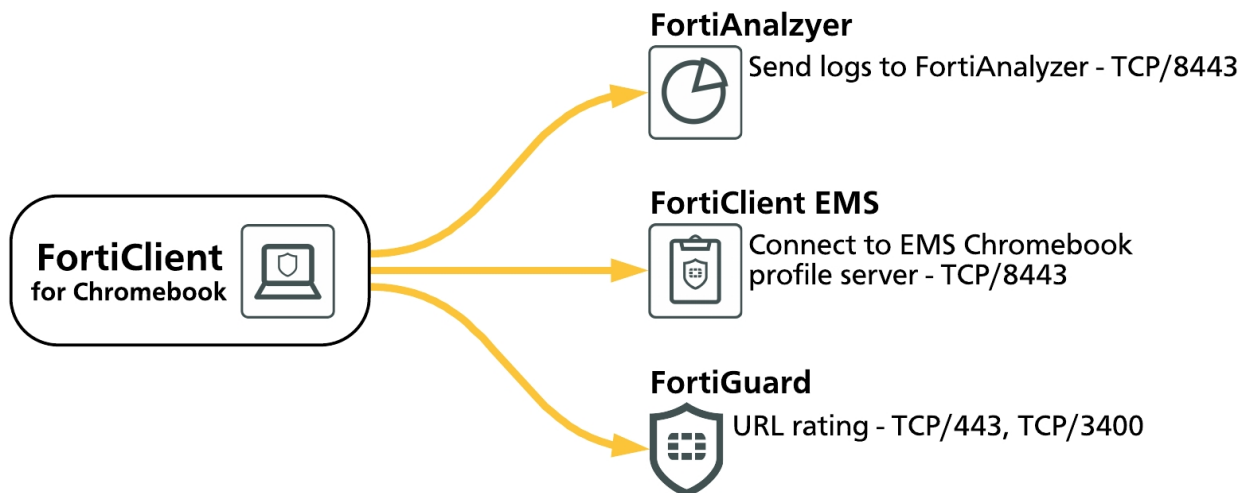 FortiAnalzyer
Send logs to FortiAnalyzer - TCP/8443
FortiClient EMS
Connect to EMS Chromebook
profile server - TCP/8443
FortiClient
for Chromebook
FortiGuard
URL rating - TCP/443, TCP/3400